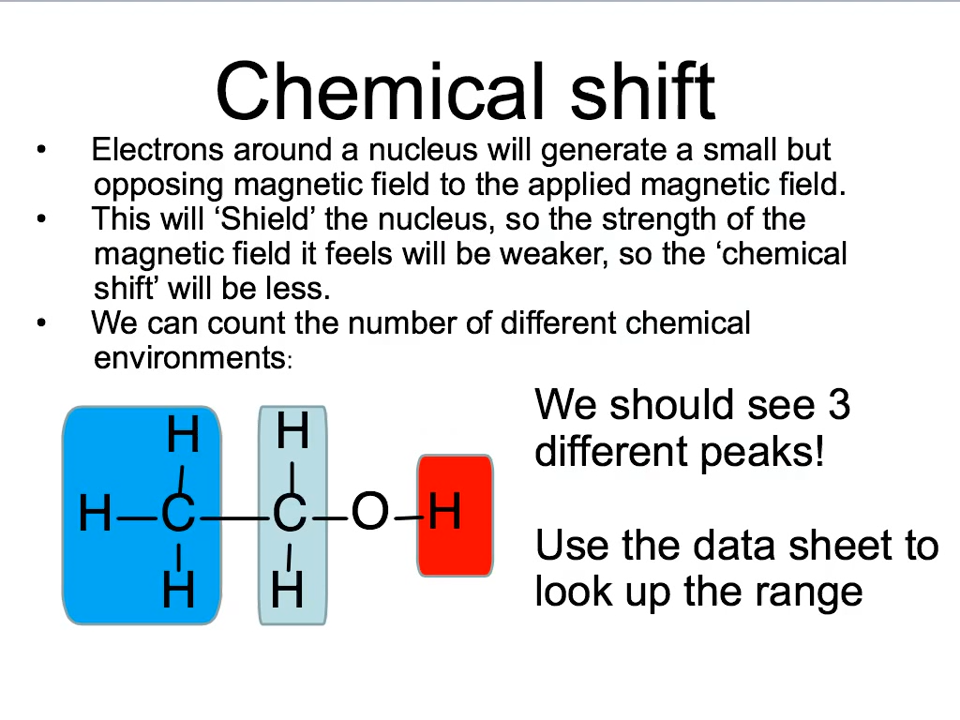 Chemical shift
• Electrons around a nucleus will generate a small but
opposing magnetic field to the applied magnetic field.
• This will ‘Shield’ the nucleus, so the strength of the
magnetic field it feels will be weaker, so the ‘chemical
shift’ will be less.
• We can count the number of different chemical
environments:
We should see 3
different peaks!
Use the data sheet to
look up the range
H H
H C C O H
H H